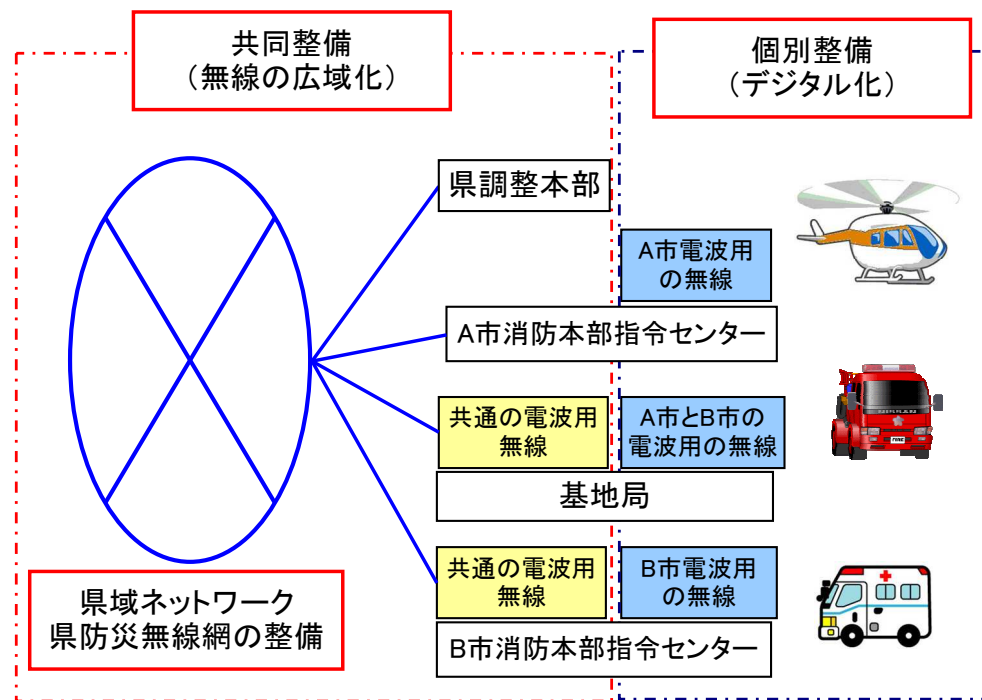 共同整備
（無線の広域化）
個別整備
（デジタル化）
県調整本部
A市電波用
の無線
A市消防本部指令センター
共通の電波用
無線
A市とB市の
電波用の無線
基地局
共通の電波用
無線
B市電波用
の無線
B市消防本部指令センター
県域ネットワーク
県防災無線網の整備